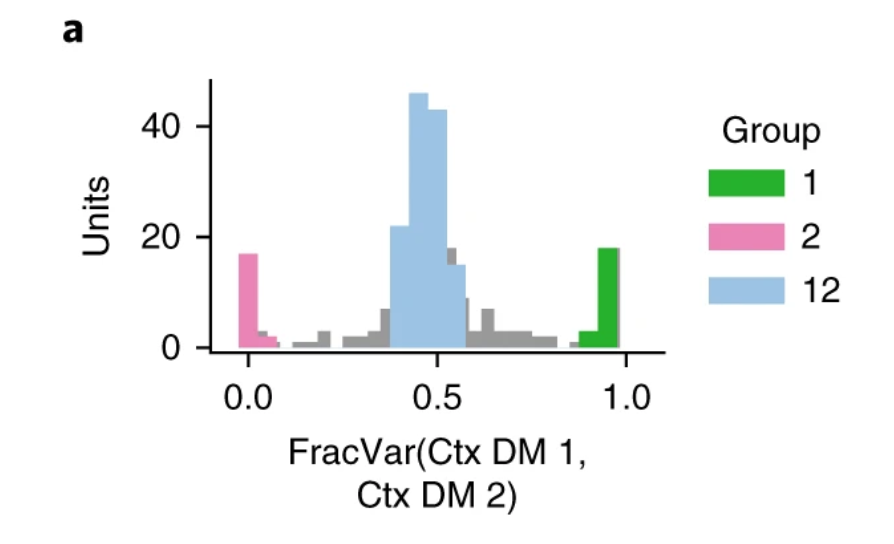 a
Units
40
20
0
0.0 0.5 1.0
FracVar(Ctx DM 1,
Ctx DM 2)
Group
1
2
12